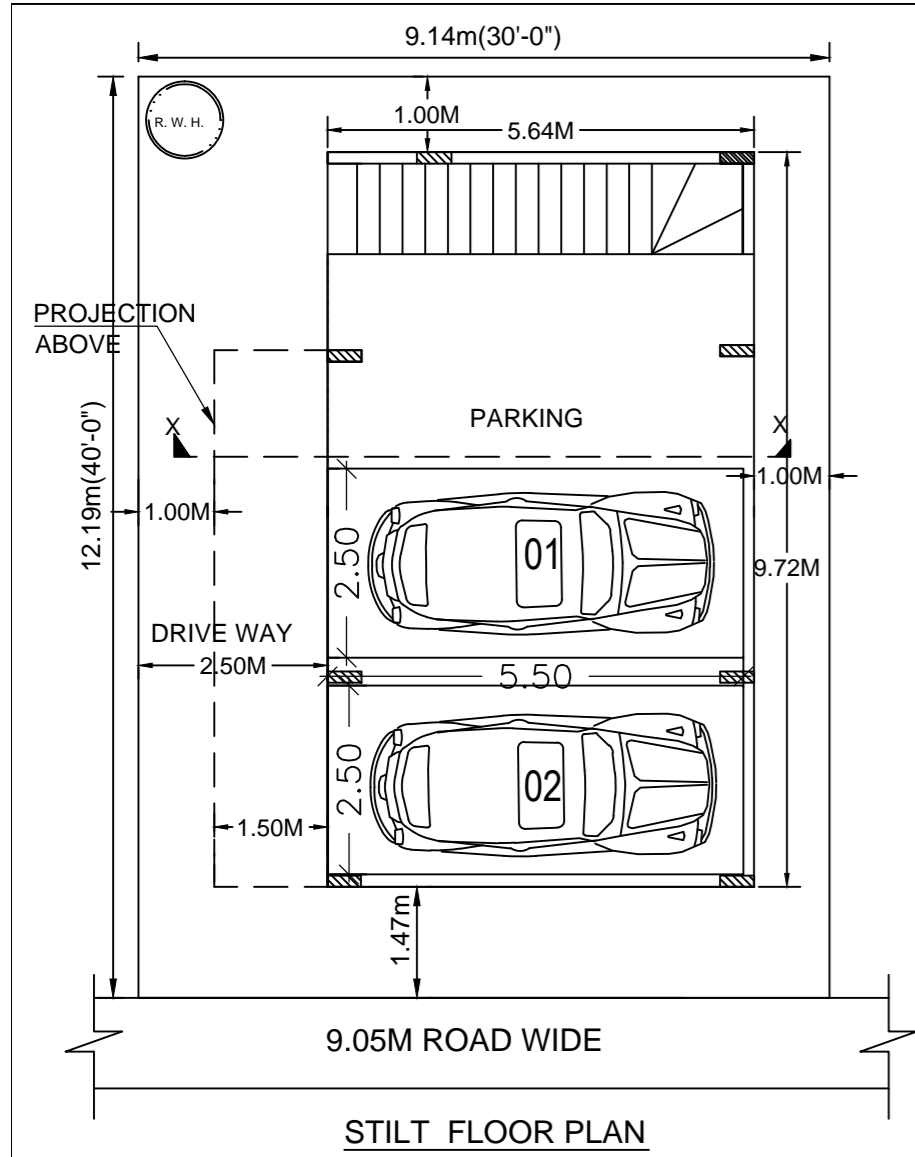 9.14m(30'-0")
R. W. H.
1.00M
5.64M
PROJECTION
ABOVE
12.19m(40'-0")
PARKING
X
X
1.00M
1.00M
2.50
01
9.72M
DRIVE WAY
2.50M
5.50
2.50
02
1.50M
1.47m
9.05M ROAD WIDE
STILT FLOOR PLAN